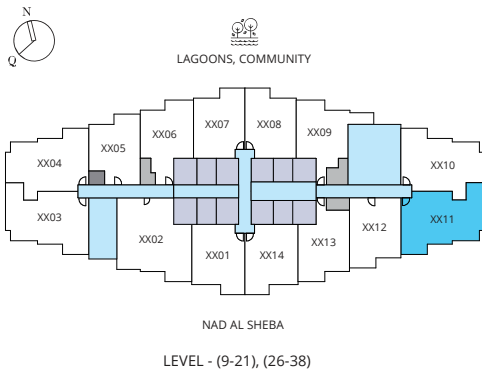 N
Q
LAGOONS, COMMUNITY
XX07 XX08
XX06 XX09
XX05
XX04 XX10
XX03 XX11
XX02 XX12
XX13
XX01 XX14
NAD AL SHEBA
LEVEL - (9-21), (26-38)